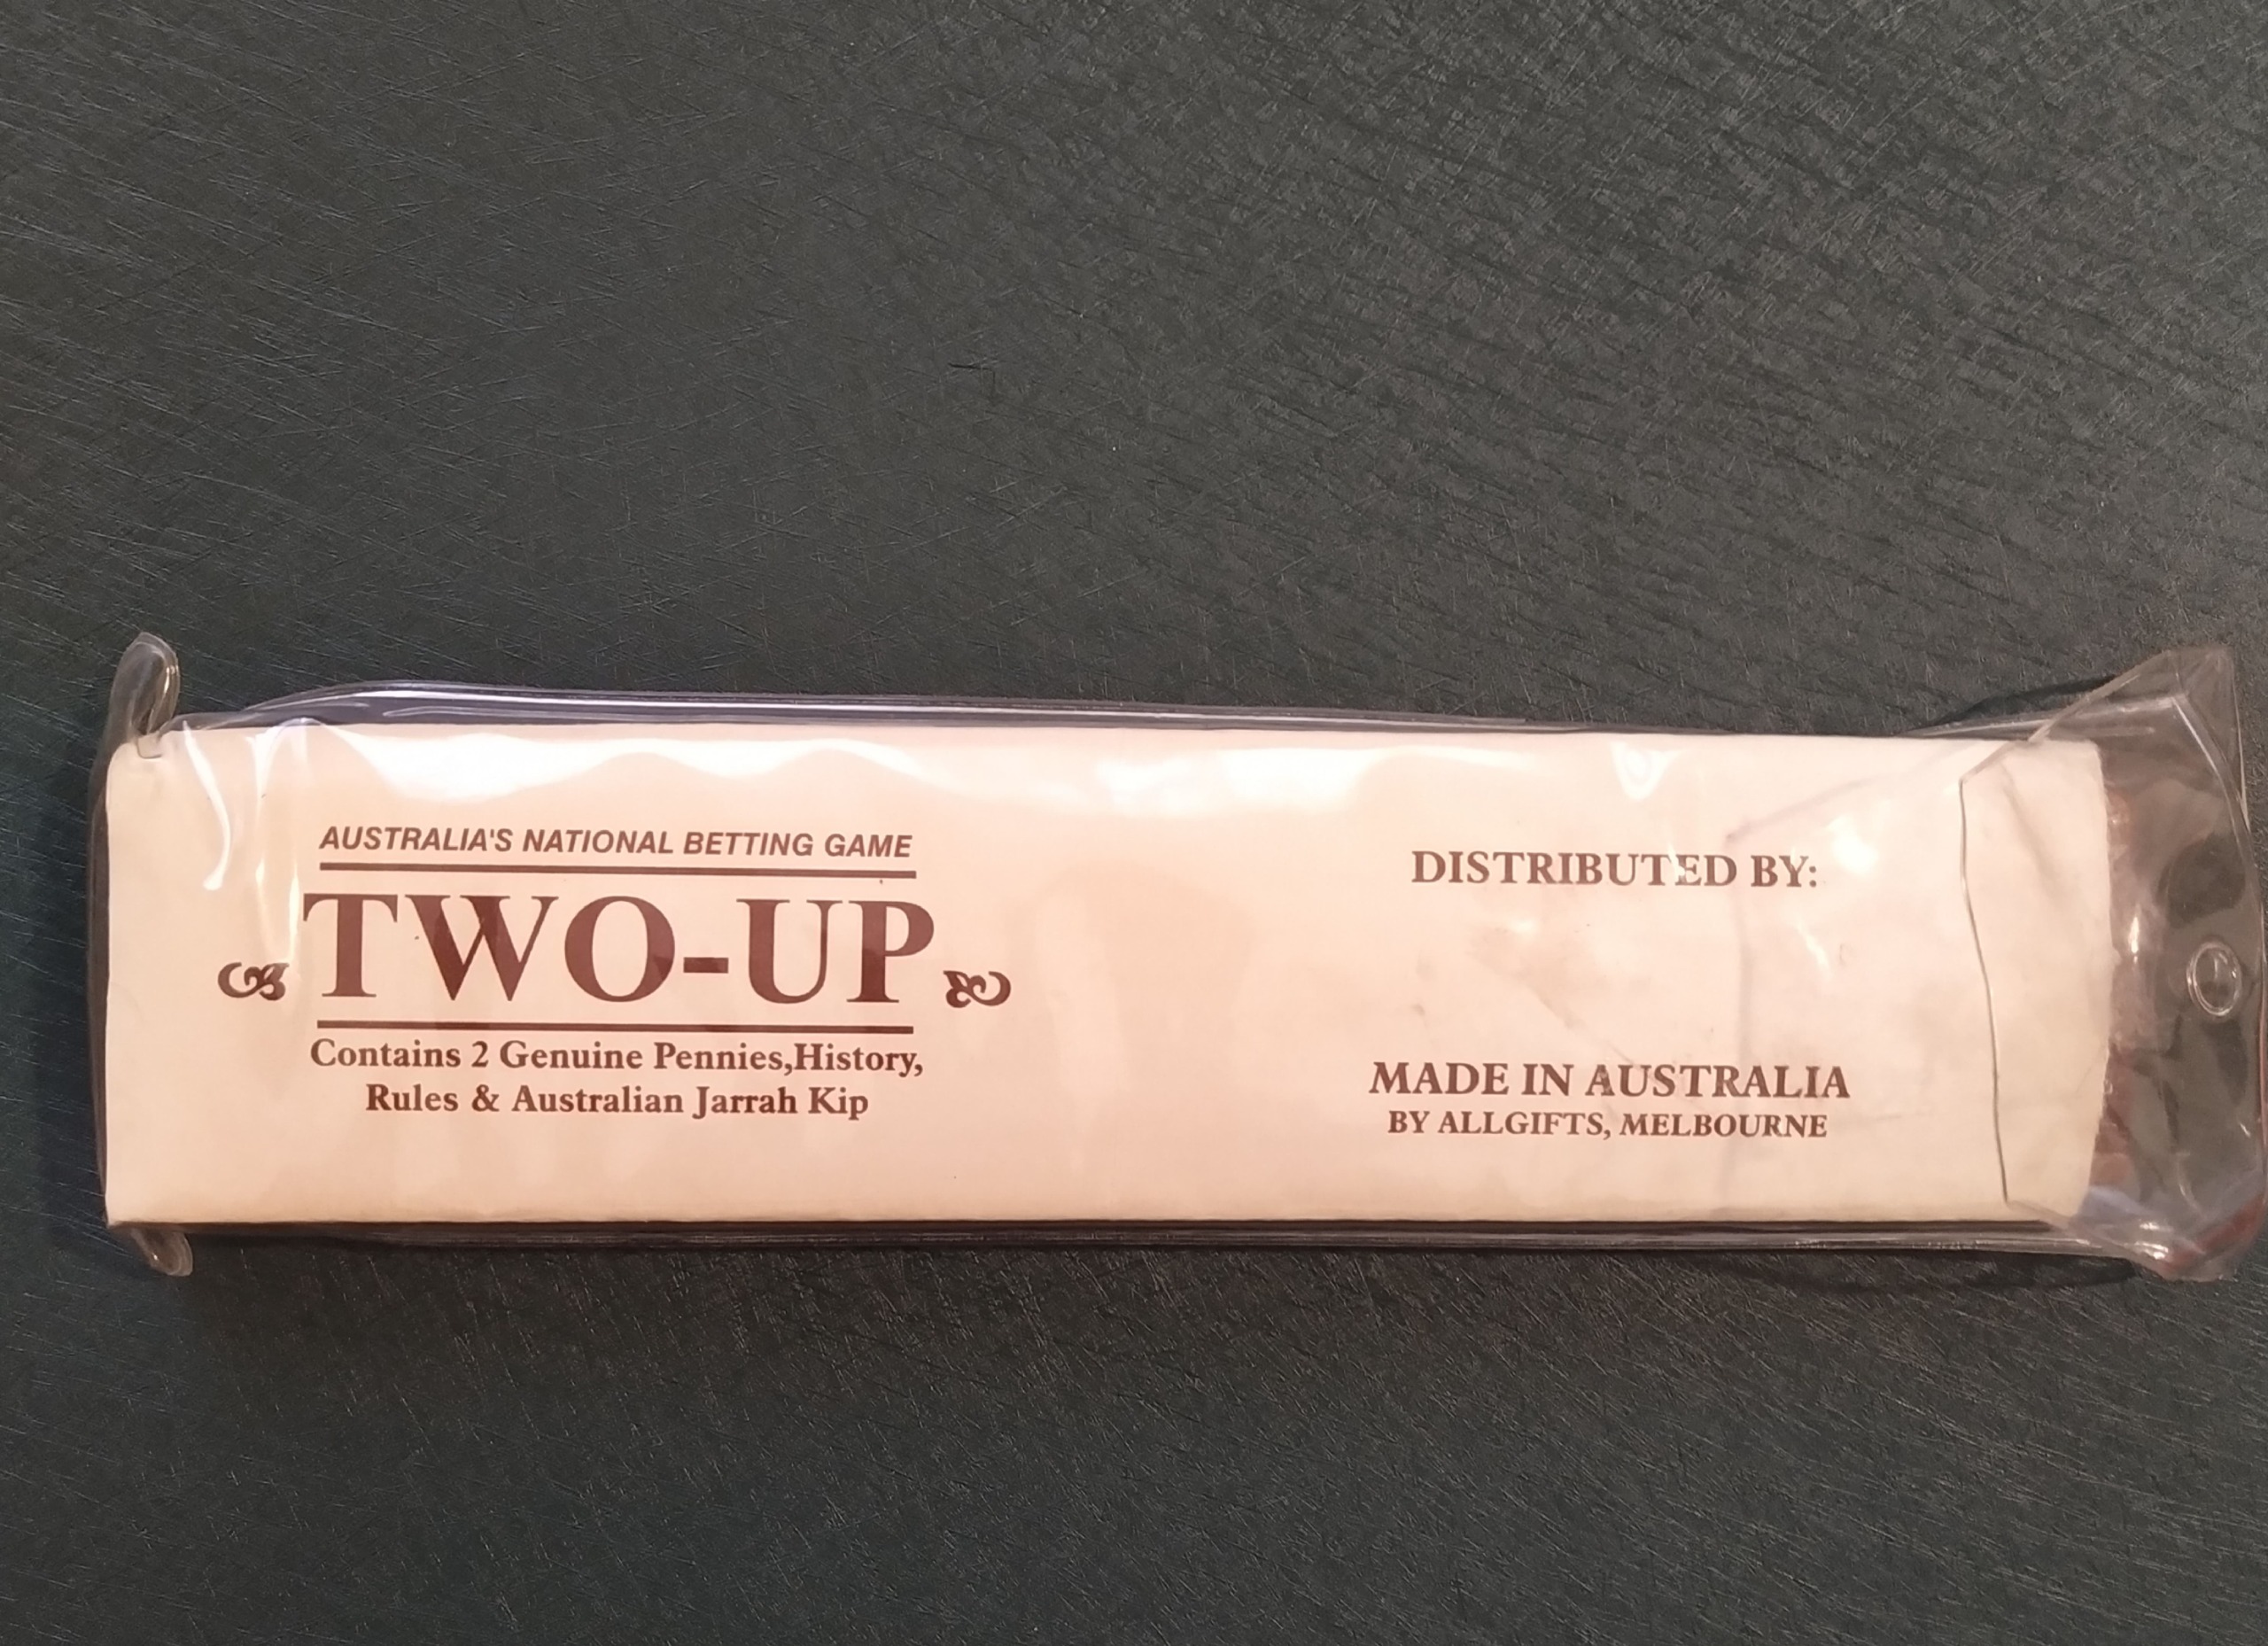 AUSTRALIA'S NATIONAL BETTING GAME
TWO-UP
Contains 2 Genuine Pennies,History,
Rules & Australian Jarrah Kip
DISTRIBUTED BY:
MADE IN AUSTRALIA
BY ALLGIFTS, MELBOURNE